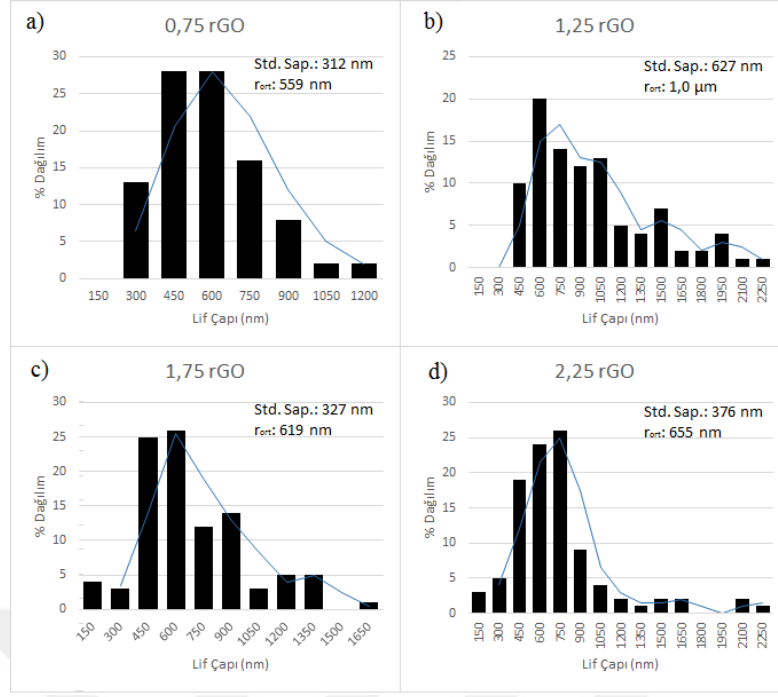 a)
0,75 rGO
Std. Sap.: 312 nm
rort: 559 nm
30
25
20
15
10
5
0
% Dağılım
150 300 450 600 750 900 1050 1200
Lif Çapı (nm)
b)
1,25 rGO
Std. Sap.: 627 nm
rort: 1,0 µm
25
20
15
10
5
0
% Dağılım
150 300 450 600 750 900 1050 1200 1350 1500 1650 1800 1950 2100 2250
Lif Çapı (nm)
c)
1,75 rGO
Std. Sap.: 327 nm
rort: 619 nm
30
25
20
15
10
5
0
% Dağılım
150 300 450 600 750 900 1050 1200 1350 1500 1650
Lif Çapı (nm)
d)
2,25 rGO
Std. Sap.: 376 nm
rort: 655 nm
30
25
20
15
10
5
0
% Dağılım
150 300 450 600 750 900 1050 1200 1350 1500 1650 1800 1950 2100 2250
Lif Çapı (nm)